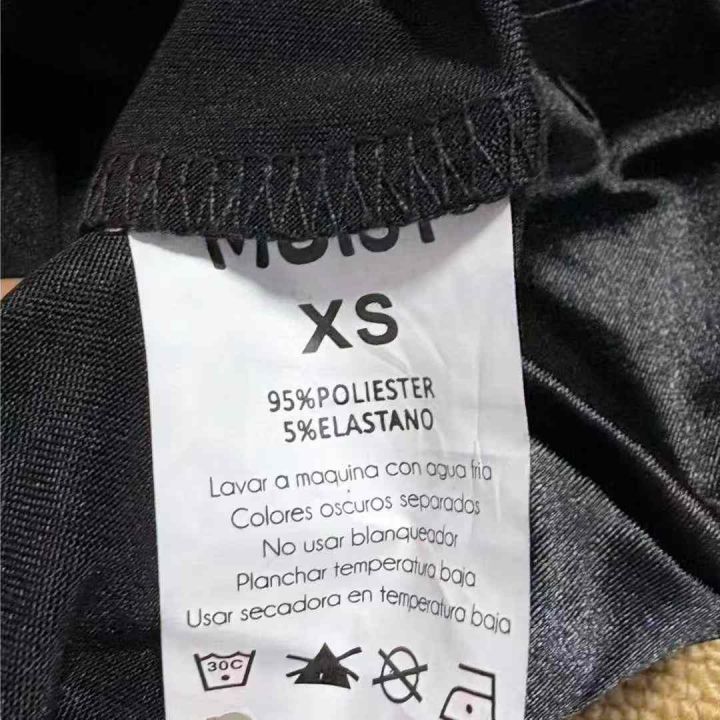 XS
95%POLIESTER
5%ELASTANO
Lavar a maquina con agua fria
Colores oscuros separados
No usar blanqueador
Planchar temperatura baja
Usar secadora en temperatura baja
30C